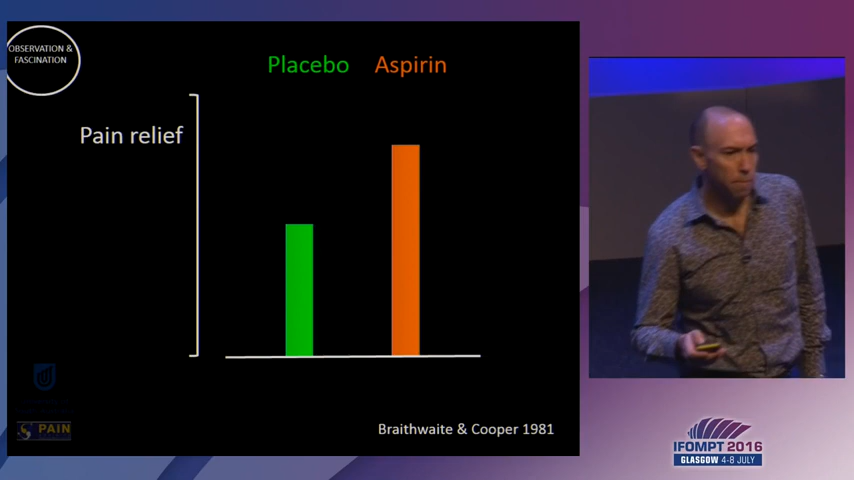 OBSERVATION &
FASCINATION
Placebo Aspirin
Pain relief
PAIN
Braithwaite & Cooper 1981
IFOMPT 2016
GLASGOW 4-8 JULY